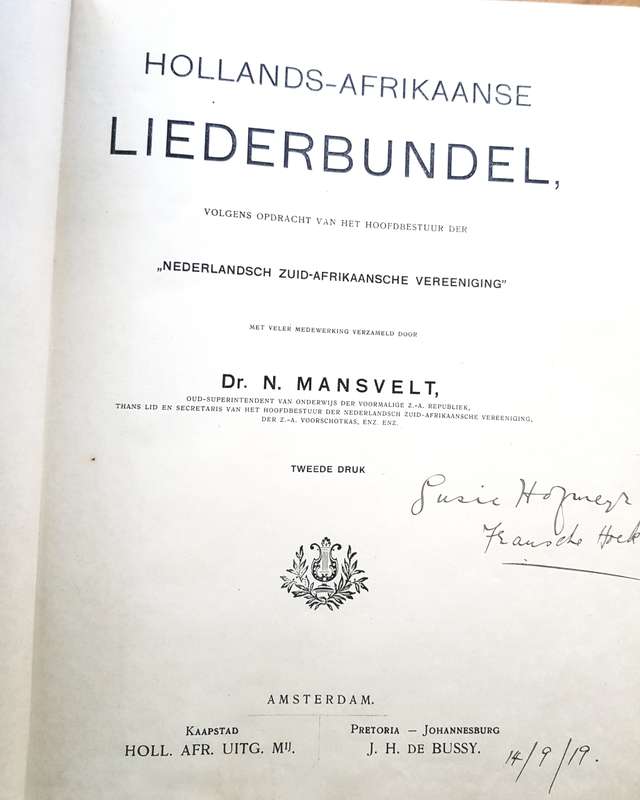 HOLLANDS-AFRIKAANSE
LIEDERBUNDEL,
VOLGENS OPDRACHT VAN HET HOOFDBESTUUR DER
„NEDERLANDSCH ZUID-AFRIKAANSCHE VEREENIGING”
MET VELER MEDEWERKING VERZAMELD DOOR
Dr. N. MANSVELT,
OUD-SUPERINTENDENT VAN ONDERWIJS DER VOORMALIGE Z.-A. REPUBLIEK,
THANS LID EN SECRETARIS VAN HET HOOFDBESTUUR DER NEDERLANDSCH ZUID-AFRIKAANSCHE VEREENIGING,
DER Z.-A. VOORSCHOTKAS, ENZ. ENZ.
TWEEDE DRUK
Susie Hofmeyr
Fransche Hoek
AMSTERDAM.
KAAPSTAD
HOLL. AFR. UITG. MIJ.
PRETORIA — JOHANNESBURG
J. H. DE BUSSY.
14/9/19.